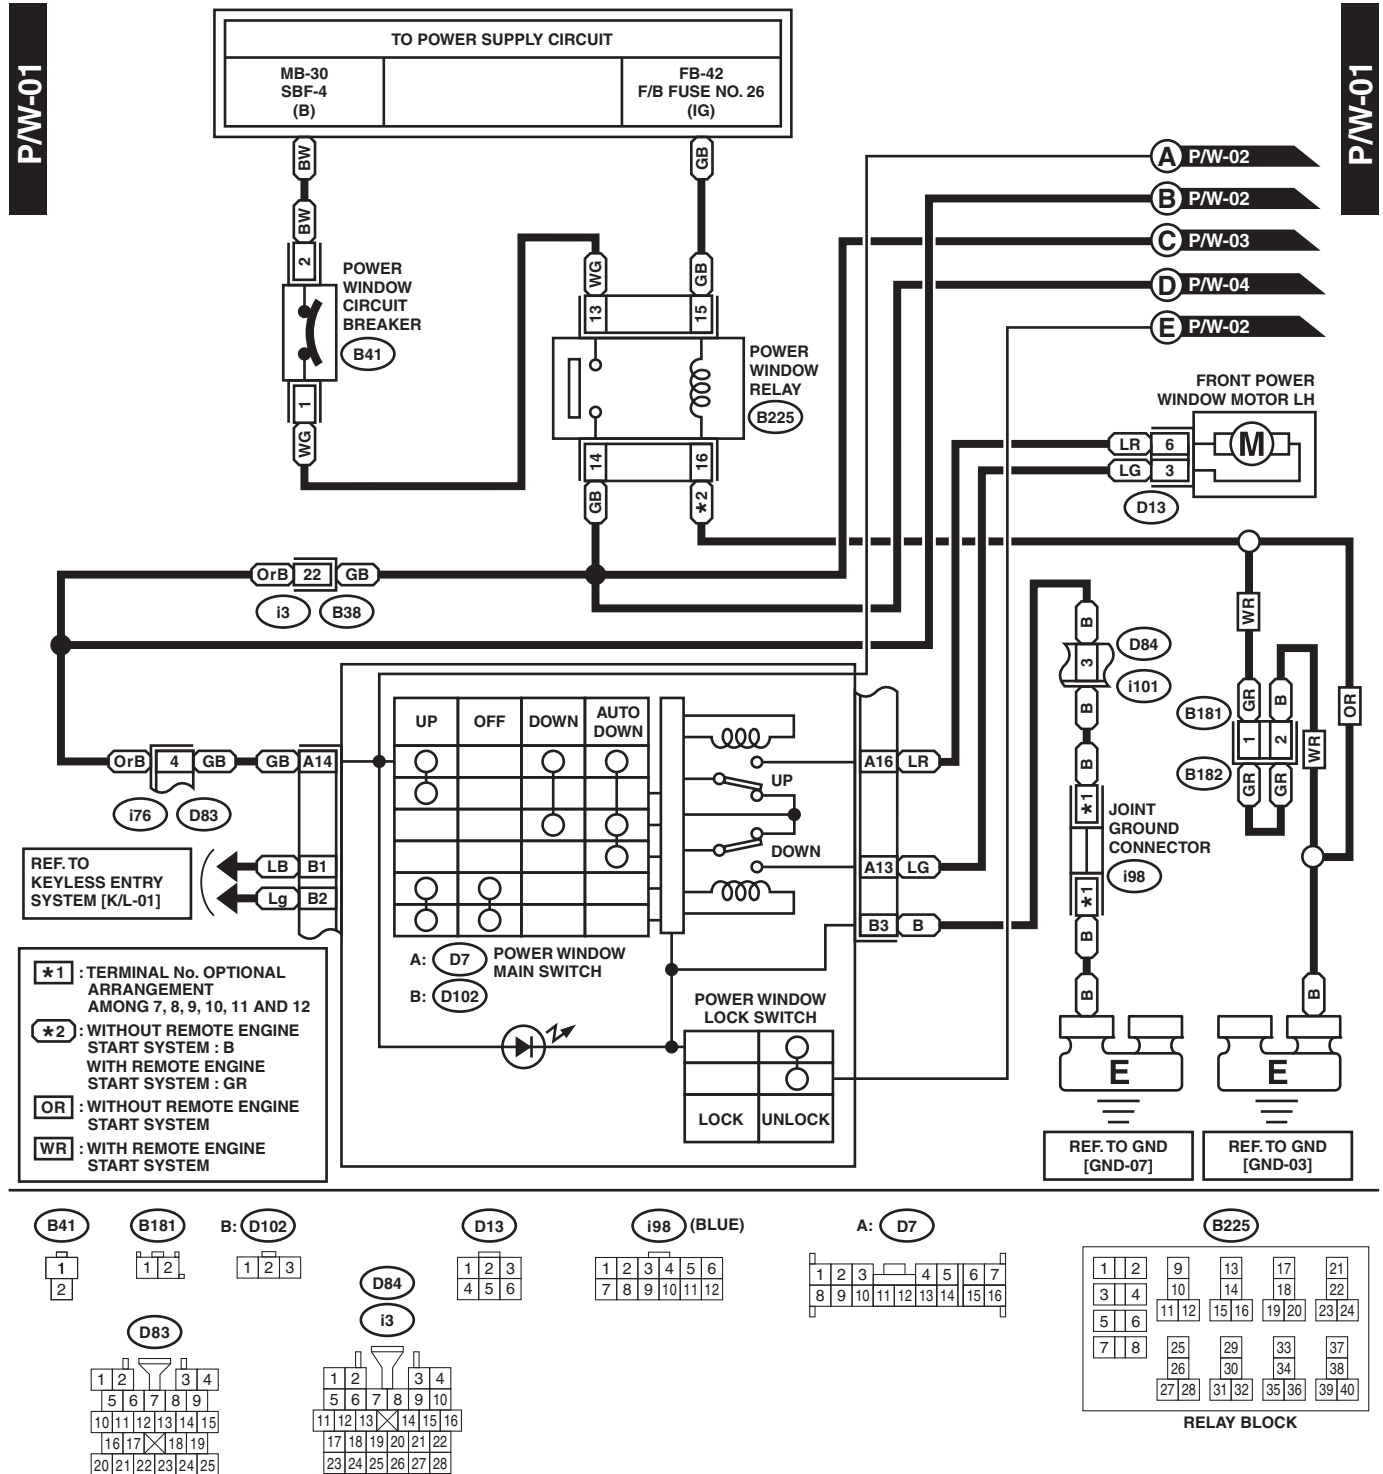 P/W-01
P/W-01
TO POWER SUPPLY CIRCUIT
MB-30
SBF-4
(B)
FB-42
F/B FUSE NO. 26
(IG)
BW
GB
BW
2
POWER
WINDOW
CIRCUIT
BREAKER
B41
1
WG
WG
GB
13
15
POWER
WINDOW
RELAY
B225
14
16
GB
*2
A P/W-02
B P/W-02
C P/W-03
D P/W-04
E P/W-02
FRONT POWER
WINDOW MOTOR LH
LR 6
LG 3
M
D13
OrB 22 GB
i3 B38
B
3
D84
i101
B
B
*1
JOINT
GROUND
CONNECTOR
i98
*1
B
B
WR
OR
GR
B
B181
1
2
WR
B182
GR
GR
B
UP
OFF
DOWN
AUTO
DOWN
UP
DOWN
OrB 4 GB
GB A14
i76 D83
A16 LR
A13 LG
B3 B
REF. TO
KEYLESS ENTRY
SYSTEM [K/L-01]
LB B1
Lg B2
A: D7
B: D102
POWER WINDOW
MAIN SWITCH
POWER WINDOW
LOCK SWITCH
LOCK
UNLOCK
*1 : TERMINAL No. OPTIONAL
ARRANGEMENT
AMONG 7, 8, 9, 10, 11 AND 12
*2 : WITHOUT REMOTE ENGINE
START SYSTEM : B
WITH REMOTE ENGINE
START SYSTEM : GR
OR : WITHOUT REMOTE ENGINE
START SYSTEM
WR : WITH REMOTE ENGINE
START SYSTEM
E
E
REF. TO GND
[GND-07]
REF. TO GND
[GND-03]
B41
1
2
B181
1 2
B: D102
1 2 3
D13
1 2 3
4 5 6
i98 (BLUE)
1 2 3 4 5 6
7 8 9 10 11 12
A: D7
1 2 3 4 5 6 7
8 9 10 11 12 13 14 15 16
B225
1 2
3 4
5 6
7 8
9
10
11 12
13
14
15 16
17
18
19 20
21
22
23 24
25
26
27 28
29
30
31 32
33
34
35 36
37
38
39 40
RELAY BLOCK
D83
1 2 3 4
5 6 7 8 9
10 11 12 13 14 15
16 17 18 19
20 21 22 23 24 25
D84
i3
1 2 3 4
5 6 7 8 9 10
11 12 13 14 15 16
17 18 19 20 21 22
23 24 25 26 27 28